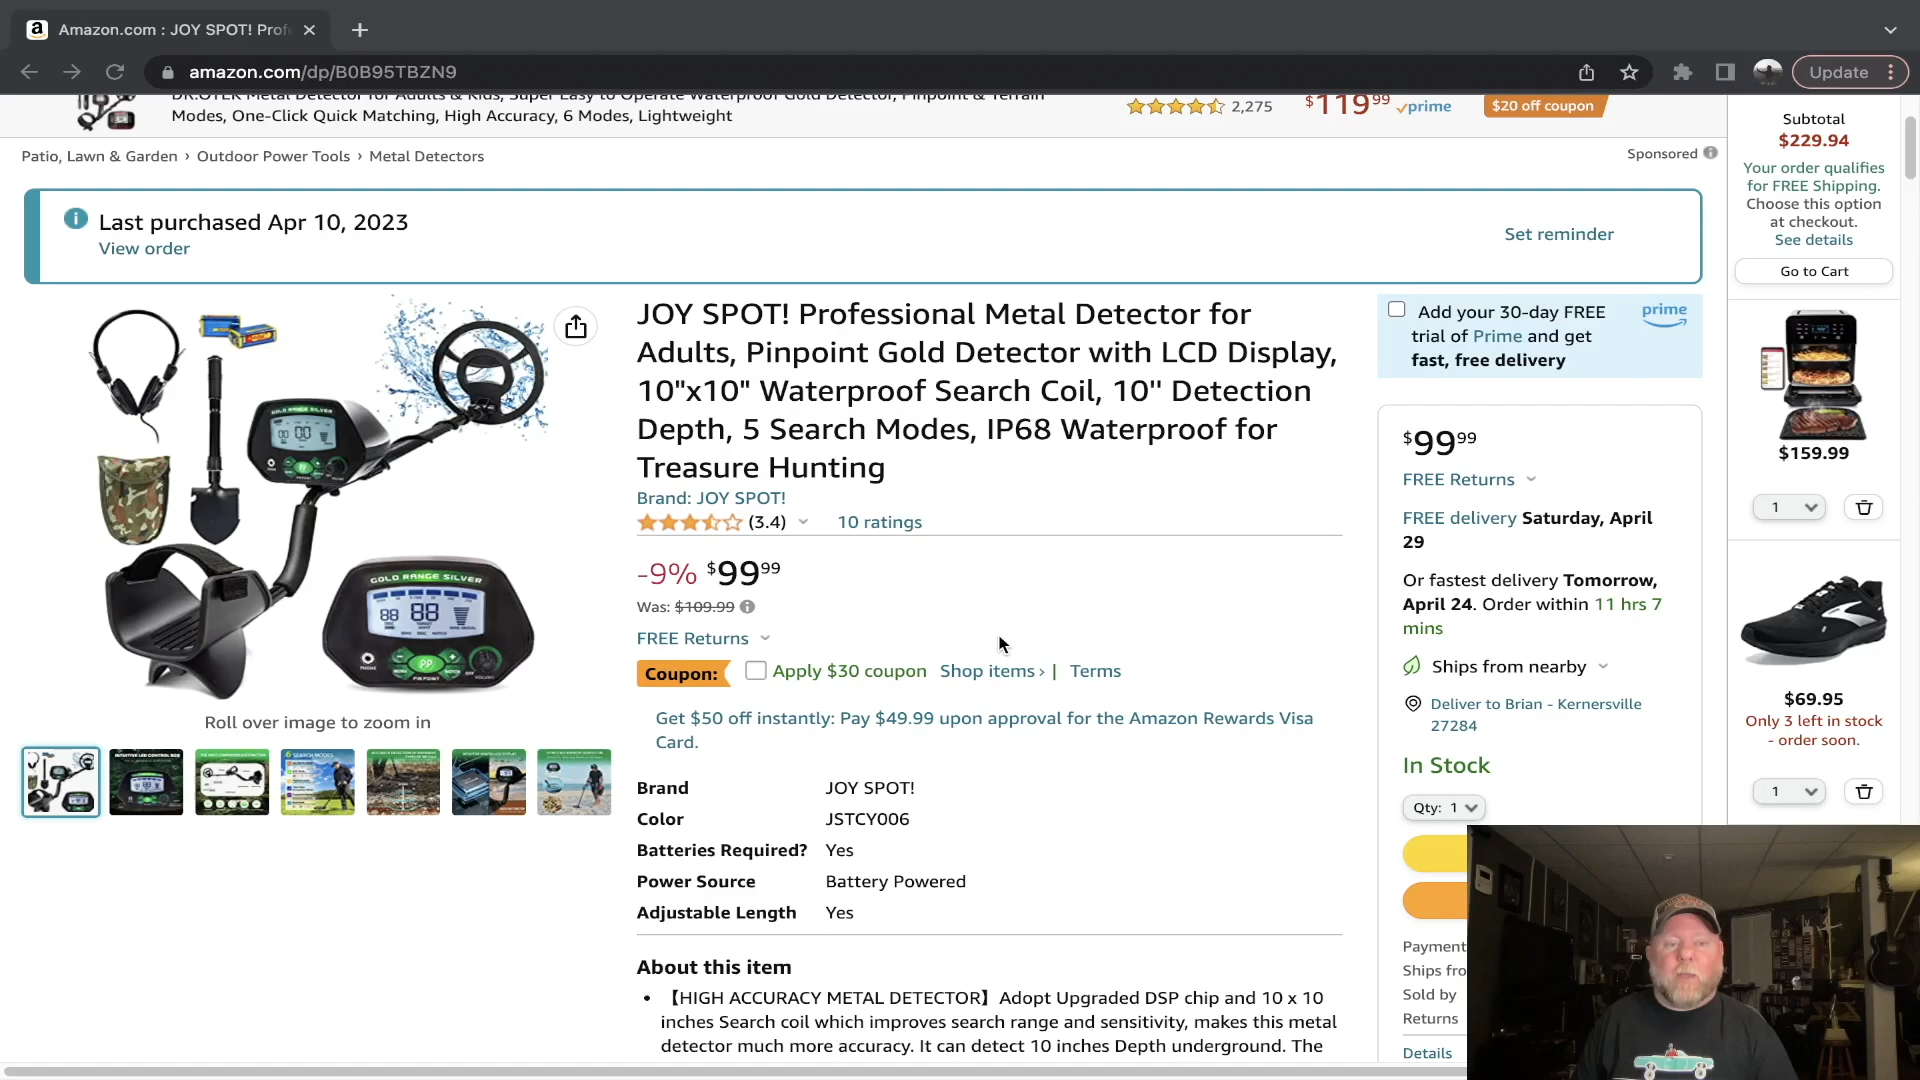 Amazon.com : JOY SPOT! Prof
amazon.com/dp/B0B95TBZN9
Update
DR.ÖTEK Metal Detector for Adults & Kids, Super Easy to Operate Waterproof Gold Detector, Pinpoint & Terrain
Modes, One-Click Quick Matching, High Accuracy, 6 Modes, Lightweight
2,275
$119 99 prime
$20 off coupon
Patio, Lawn & Garden › Outdoor Power Tools › Metal Detectors
Sponsored
Last purchased Apr 10, 2023
View order
Set reminder
GOLD RANGE SILVER
GOLD RANGE SILVER
88 88
PHONE
PP
PINPOINT
Roll over image to zoom in
JOY SPOT! Professional Metal Detector for
Adults, Pinpoint Gold Detector with LCD Display,
10"x10" Waterproof Search Coil, 10'' Detection
Depth, 5 Search Modes, IP68 Waterproof for
Treasure Hunting
Brand: JOY SPOT!
(3.4) 10 ratings
-9% $99 99
Was: $109.99
FREE Returns
Coupon: Apply $30 coupon Shop items › | Terms
Get $50 off instantly: Pay $49.99 upon approval for the Amazon Rewards Visa
Card.
Brand JOY SPOT!
Color JSTCY006
Batteries Required? Yes
Power Source Battery Powered
Adjustable Length Yes
About this item
• 【HIGH ACCURACY METAL DETECTOR】Adopt Upgraded DSP chip and 10 x 10
inches Search coil which improves search range and sensitivity, makes this metal
detector much more accuracy. It can detect 10 inches Depth underground. The
Add your 30-day FREE
trial of Prime and get
fast, free delivery
prime
$99 99
FREE Returns
FREE delivery Saturday, April
29
Or fastest delivery Tomorrow,
April 24. Order within 11 hrs 7
mins
Ships from nearby
Deliver to Brian - Kernersville
27284
In Stock
Qty: 1
Payment
Ships fro
Sold by
Returns
Details
Subtotal
$229.94
Your order qualifies
for FREE Shipping.
Choose this option
at checkout.
See details
Go to Cart
$159.99
1
$69.95
Only 3 left in stock
- order soon.
1